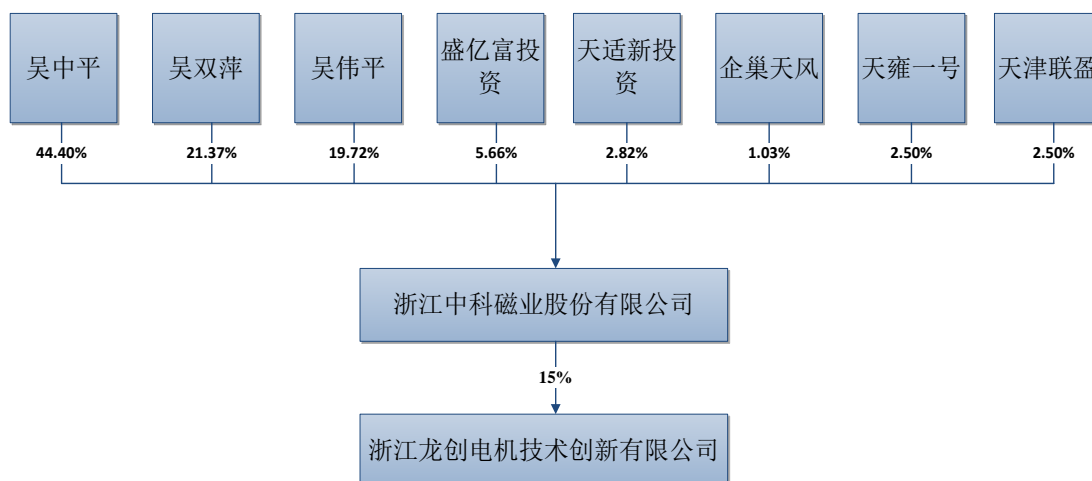 吴中平
吴双萍
吴伟平
盛亿富投
资
天适新投
资
企巢天风
天雍一号
天津联盈
44.40%
21.37%
19.72%
5.66%
2.82%
1.03%
2.50%
2.50%
浙江中科磁业股份有限公司
15%
浙江龙创电机技术创新有限公司